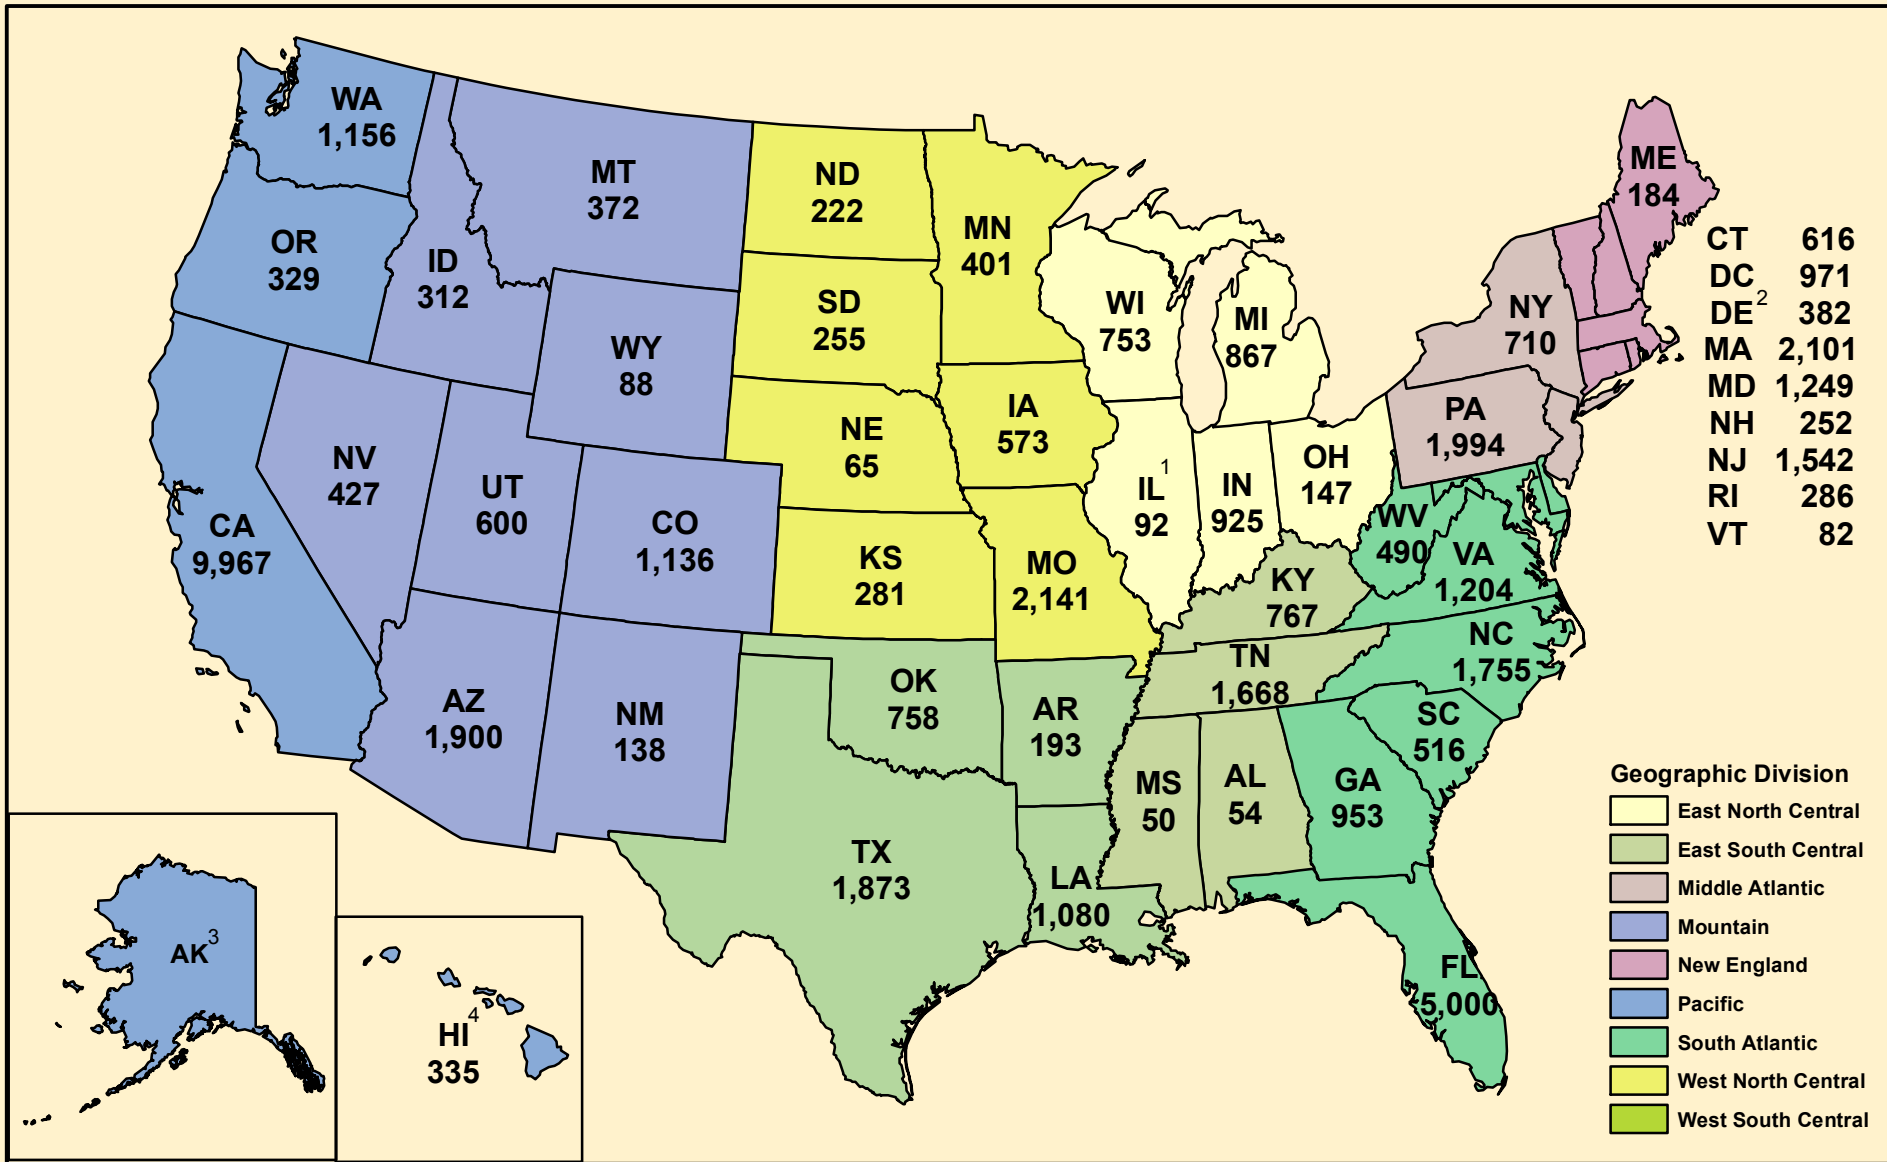 WA
1,156
MT
372
ND
222
MN
401
OR
329
ID
312
SD
255
WY
88
WI
753
MI
867
ME
184
NY
710
CT 616
DC 971
DE2 382
MA 2,101
MD 1,249
NH 252
NJ 1,542
RI 286
VT 82
NV
427
UT
600
CA
9,967
CO
1,136
NE
65
IA
573
KS
281
MO
2,141
IL1
92
IN
925
OH
147
PA
1,994
WV
490
VA
1,204
KY
767
NC
1,755
TN
1,668
SC
516
AZ
1,900
NM
138
OK
758
AR
193
MS
50
AL
54
GA
953
TX
1,873
LA
1,080
FL
5,000
AK3
HI4
335
Geographic Division
East North Central
East South Central
Middle Atlantic
Mountain
New England
Pacific
South Atlantic
West North Central
West South Central